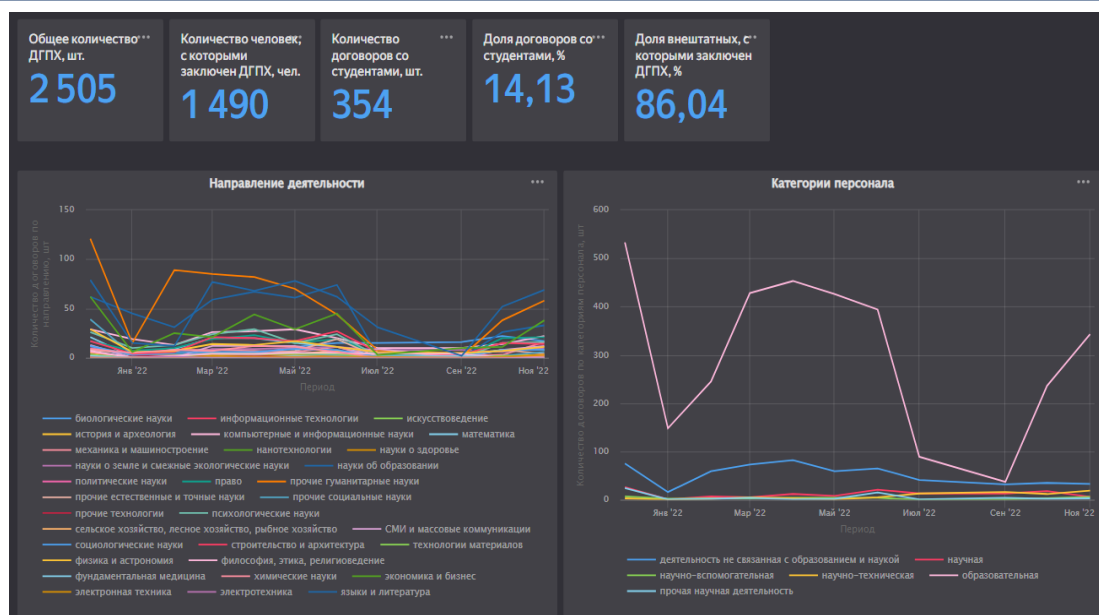 Общее количество
ДГПХ, шт.
2 505
Количество человек,
с которыми
заключен ДГПХ, чел.
1 490
Количество
договоров со
студентами, шт.
354
Доля договоров со
студентами, %
14,13
Доля внештатных, с
которыми заключен
ДГПХ, %
86,04
Направление деятельности
Количество договоров по
направлению, шт
150
100
50
0
Янв '22
Мар '22
Май '22
Июл '22
Сен '22
Ноя '22
Период
биологические науки информационные технологии искусствоведение
история и археология компьютерные и информационные науки математика
механика и машиностроение нанотехнологии науки о здоровье
науки о земле и смежные экологические науки науки об образовании
политические науки право прочие гуманитарные науки
прочие естественные и точные науки прочие социальные науки
прочие технологии психологические науки
сельское хозяйство, лесное хозяйство, рыбное хозяйство СМИ и массовые коммуникации
социологические науки строительство и архитектура технологии материалов
физика и астрономия философия, этика, религиоведение
фундаментальная медицина химические науки экономика и бизнес
электронная техника электротехника языки и литература
Категории персонала
Количество договоров по категориям персонала, шт
600
500
400
300
200
100
0
Янв '22
Мар '22
Май '22
Июл '22
Сен '22
Ноя '22
Период
деятельность не связанная с образованием и наукой научная
научно-вспомогательная научно-техническая образовательная
прочая научная деятельность